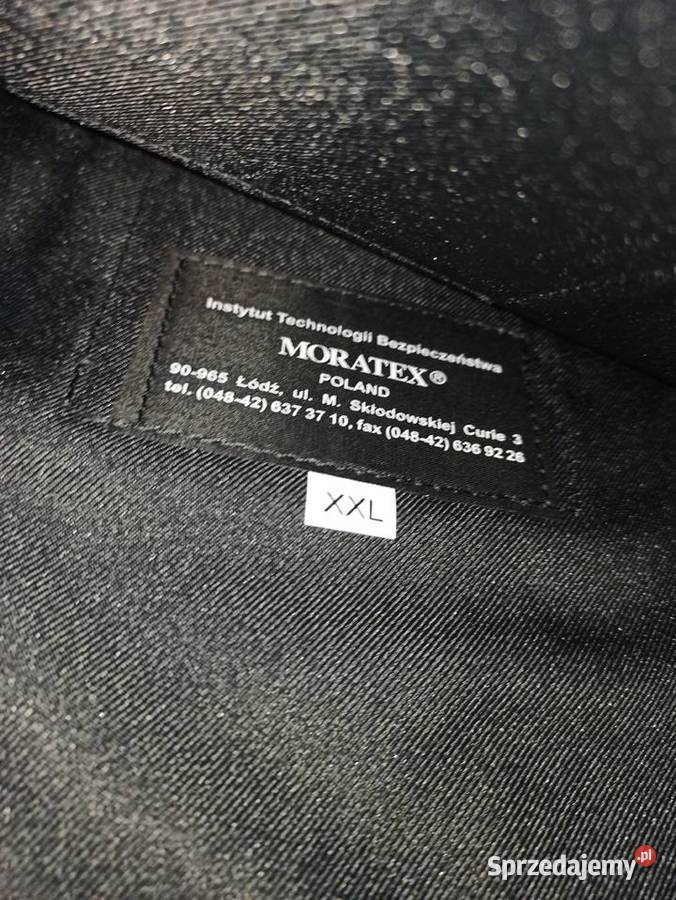 Instytut Technologii Bezpieczeństwa
MORATEX®
POLAND
90-965 Łódź, ul. M. Skłodowskiej Curie 3
tel. (048-42) 637 37 10, fax (048-42) 636 92 26
XXL
Sprzedajemy.pl